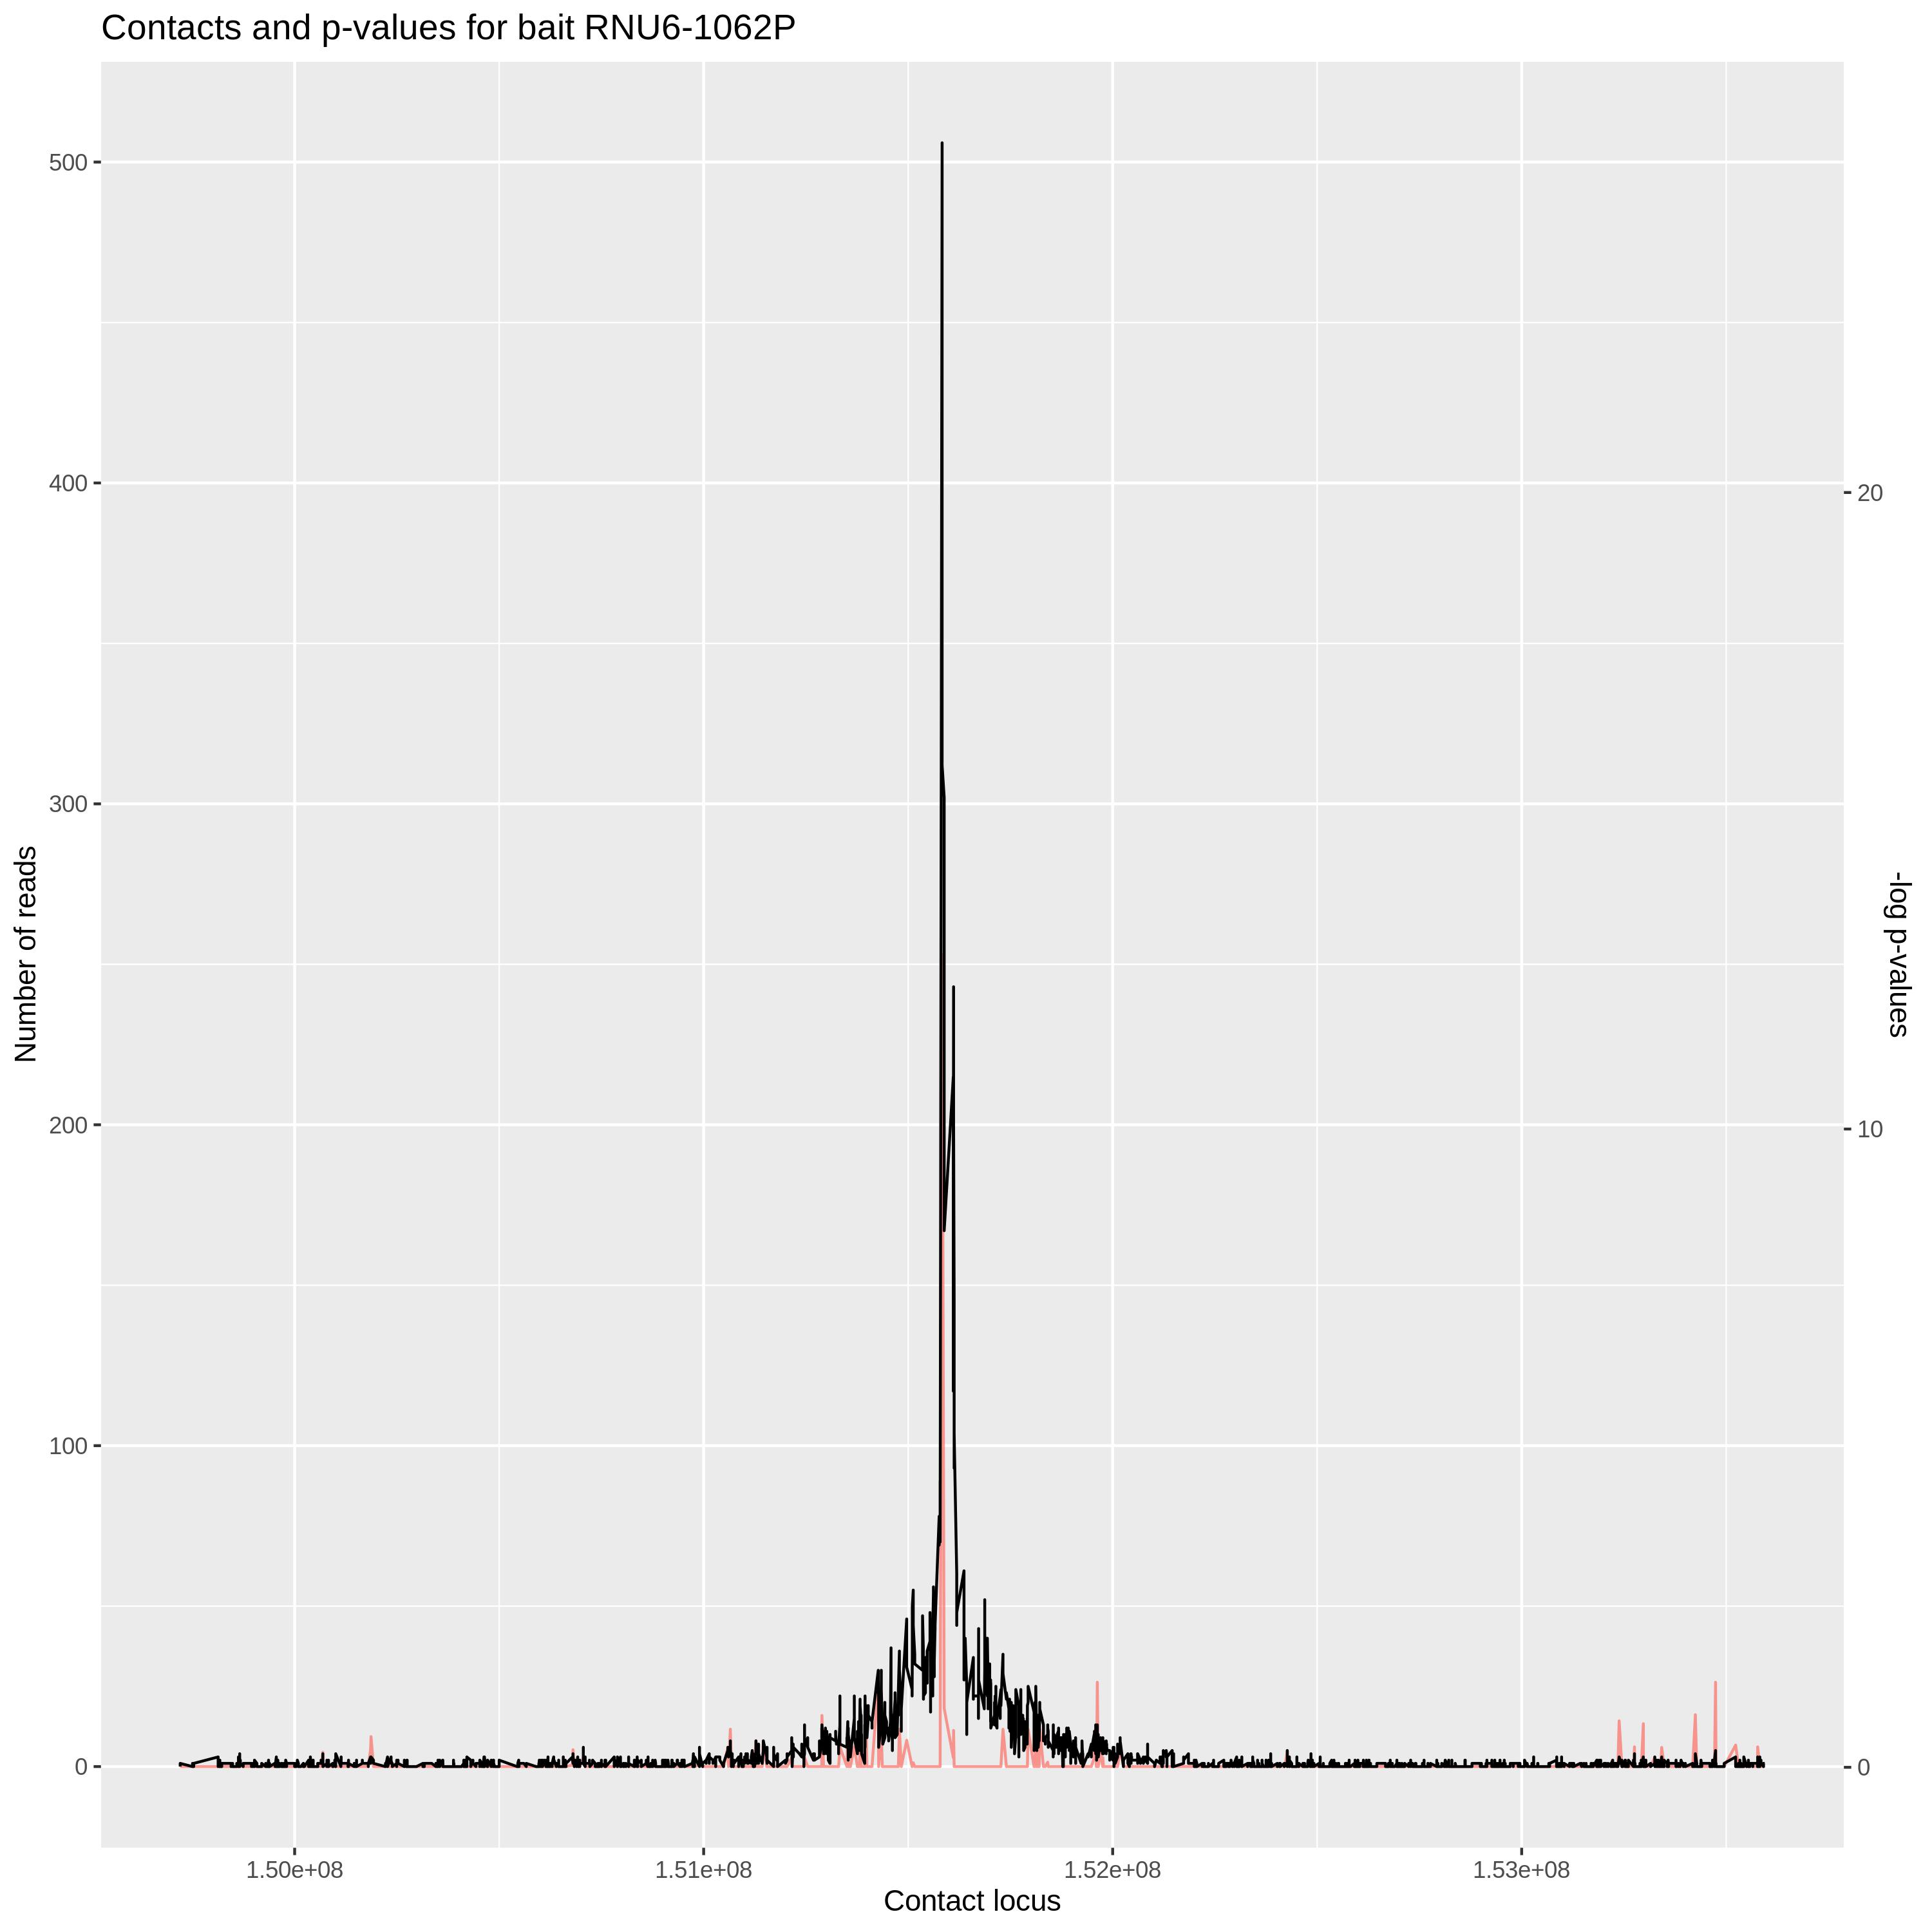 Contacts and p-values for bait RNU6-1062P
500
400
300
200
100
0
Number of reads
20
10
0
-log p-values
1.50e+08
1.51e+08
1.52e+08
1.53e+08
Contact locus